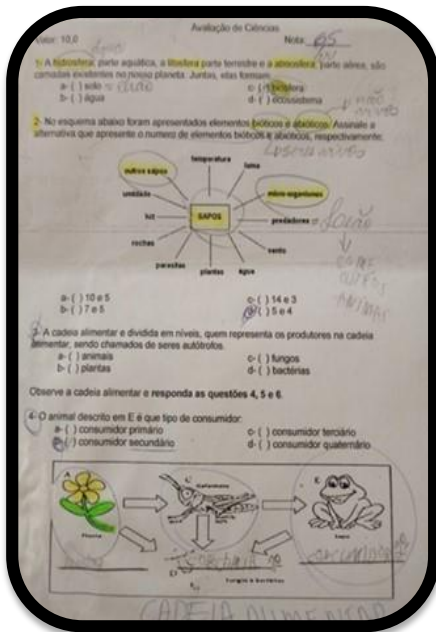 Avaliação de Ciências
Valor: 10,0 Nota:
1- A hidrosfera, parte aquática, a litosfera parte terrestre e a atmosfera, parte aérea, são
camadas existentes no nosso planeta. Juntas, elas formam:
a- ( ) solo c- ( ) biosfera
b- ( ) água d- ( ) ecossistema
2- No esquema abaixo foram apresentados elementos bióticos e abióticos. Assinale a
alternativa que apresente o numero de elementos bióticos e abióticos, respectivamente:
temperatura
lama
outros sapos
micro-organismos
umidade
luz
SAPOS
predadores
rochas
vento
parasitas
plantas
água
a- ( ) 10 e 5 c- ( ) 14 e 3
b- ( ) 7 e 5 d- ( ) 5 e 4
3- A cadeia alimentar e dividida em níveis, quem representa os produtores na cadeia
alimentar, sendo chamados de seres autótrofos.
a- ( ) animais c- ( ) fungos
b- ( ) plantas d- ( ) bactérias
Observe a cadeia alimentar e responda as questões 4, 5 e 6.
4- O animal descrito em E é que tipo de consumidor:
a- ( ) consumidor primário c- ( ) consumidor terciário
b- (/) consumidor secundário d- ( ) consumidor quaternário
A C E
Gafanhoto
Planta
Sapo
D
Fungos e bactérias
CADEIA ALIMENTAR